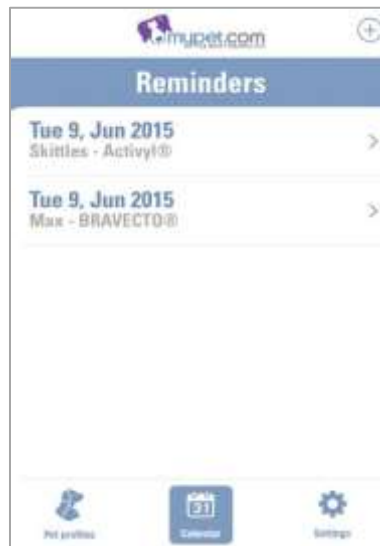 mypet.com
Reminders
Tue 9, Jun 2015
Skittles - Activyl®
Tue 9, Jun 2015
Max - BRAVECTO®
31
Pet profiles
Calendar
Settings